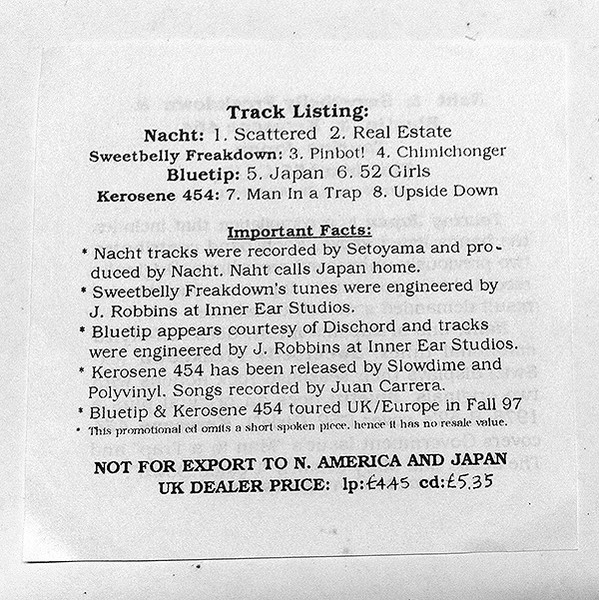 Track Listing:
Nacht: 1. Scattered 2. Real Estate
Sweetbelly Freakdown: 3. Pinbot! 4. Chimichonger
Bluetip: 5. Japan 6. 52 Girls
Kerosene 454: 7. Man In a Trap 8. Upside Down
Important Facts:
* Nacht tracks were recorded by Setoyama and pro-
duced by Nacht. Naht calls Japan home.
* Sweetbelly Freakdown's tunes were engineered by
J. Robbins at Inner Ear Studios.
* Bluetip appears courtesy of Dischord and tracks
were engineered by J. Robbins at Inner Ear Studios.
* Kerosene 454 has been released by Slowdime and
Polyvinyl. Songs recorded by Juan Carrera.
* Bluetip & Kerosene 454 toured UK/Europe in Fall 97
* This promotional cd omits a short spoken piece. hence it has no resale value.
NOT FOR EXPORT TO N. AMERICA AND JAPAN
UK DEALER PRICE: lp:£4.45 cd:£5.35